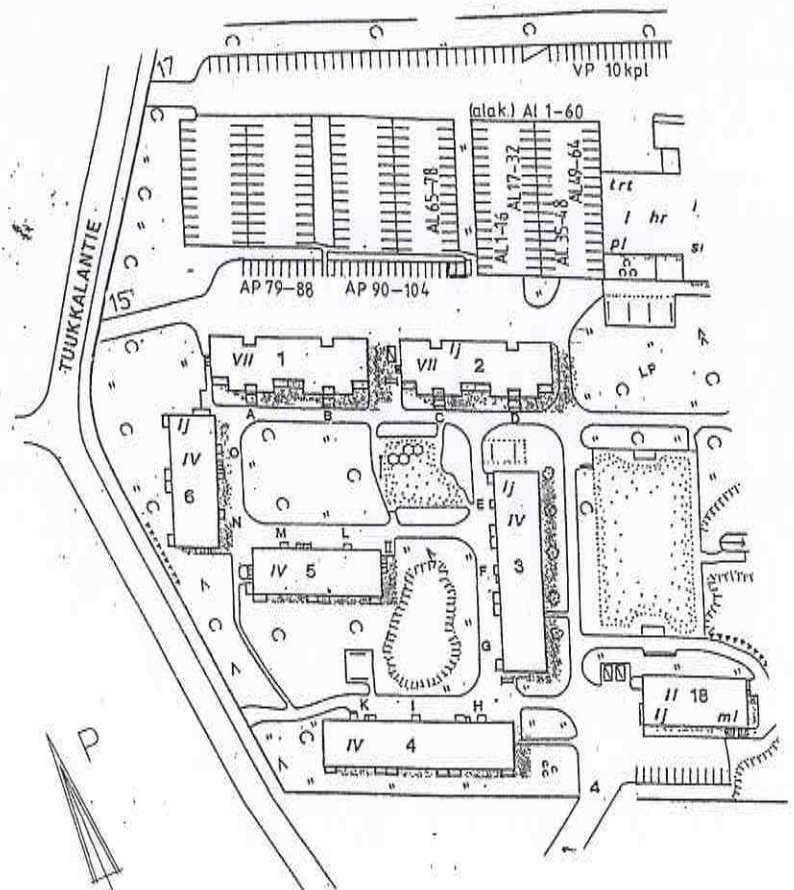 17
VP 10 kpl
(alak.) Al 1-60
AL 65-78
AL 1-16
AL 17-32
AL 35-48
AL 49-64
trt
l hr
pl
si
AP 79-88
AP 90-104
15
TUUKKALANTIE
VII 1
Ij
VII 2
LP
A
B
C
D
Ij
IV
6
O
N
E
Ij
IV
3
F
G
M
L
IV 5
K
I
H
IV 4
II 18
Ij
ml
4
P